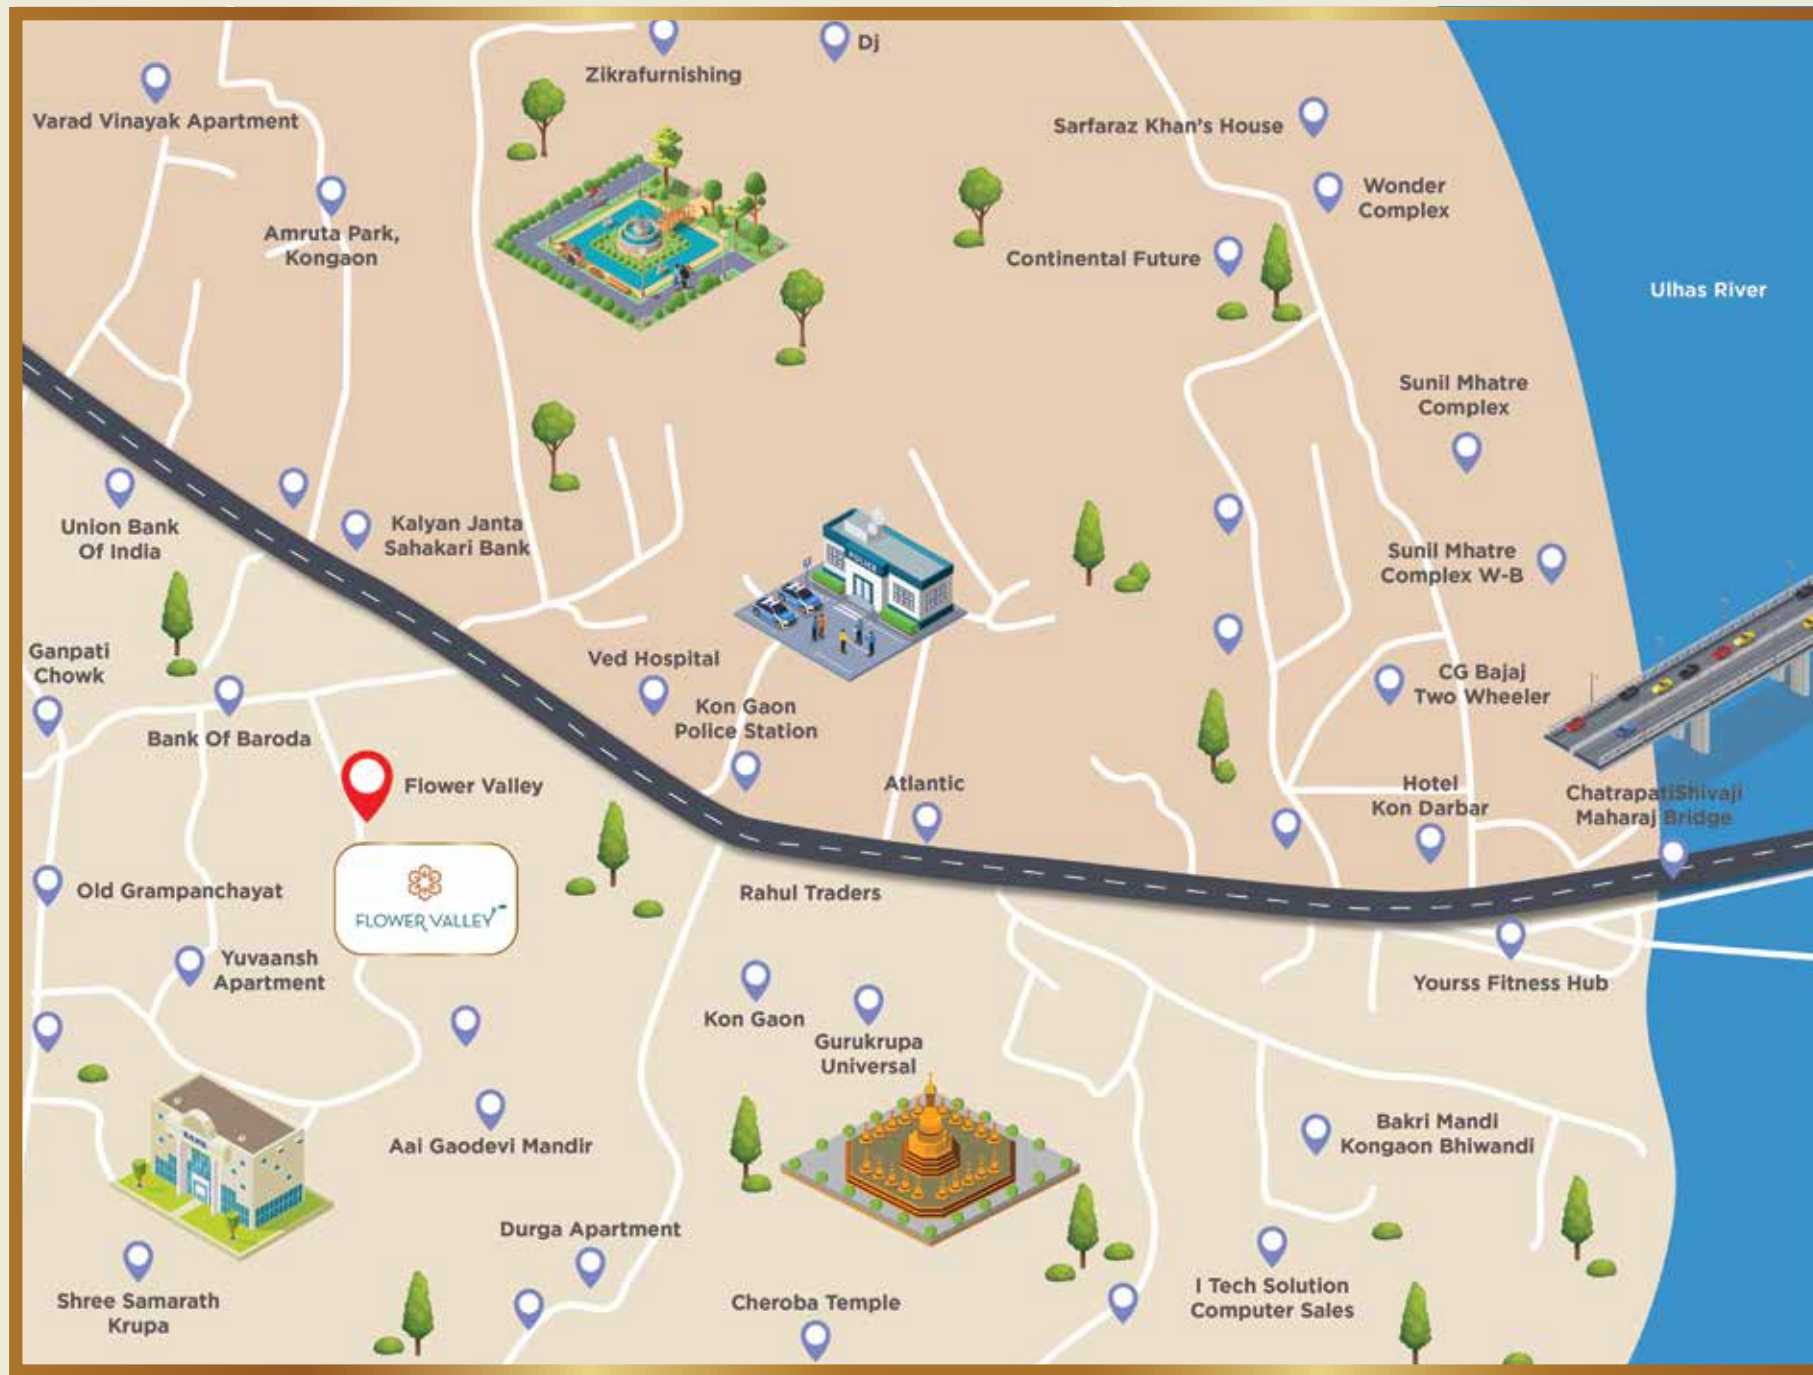 Zikrafurnishing
Dj
Varad Vinayak Apartment
Sarfaraz Khan's House
Wonder
Complex
Amruta Park,
Kongaon
Continental Future
Ulhas River
Sunil Mhatre
Complex
Union Bank
Of India
Kalyan Janta
Sahakari Bank
POLICE
Sunil Mhatre
Complex W-B
Ganpati
Chowk
Ved Hospital
CG Bajaj
Two Wheeler
Kon Gaon
Police Station
Bank Of Baroda
Flower Valley
Atlantic
Hotel
Kon Darbar
ChatrapatiShivaji
Maharaj Bridge
Old Grampanchayat
FLOWER VALLEY
Rahul Traders
Yuvaansh
Apartment
Yourss Fitness Hub
Kon Gaon
Gurukrupa
Universal
BANK
Aai Gaodevi Mandir
Bakri Mandi
Kongaon Bhiwandi
Durga Apartment
Shree Samarath
Krupa
Cheroba Temple
I Tech Solution
Computer Sales